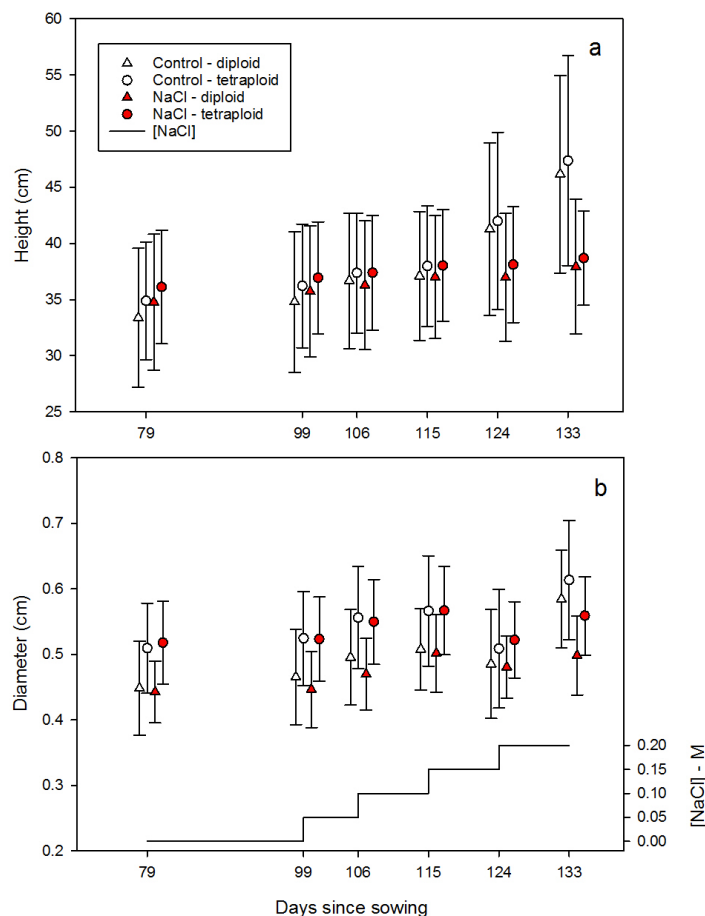 60
55
50
45
40
35
30
25
Height (cm)
a
Control - diploid
Control - tetraploid
NaCl - diploid
NaCl - tetraploid
[NaCl]
79
99
106
115
124
133
0.8
0.7
0.6
0.5
0.4
0.3
0.2
Diameter (cm)
b
0.20
0.15
0.10
0.05
0.00
[NaCl] - M
79
99
106
115
124
133
Days since sowing